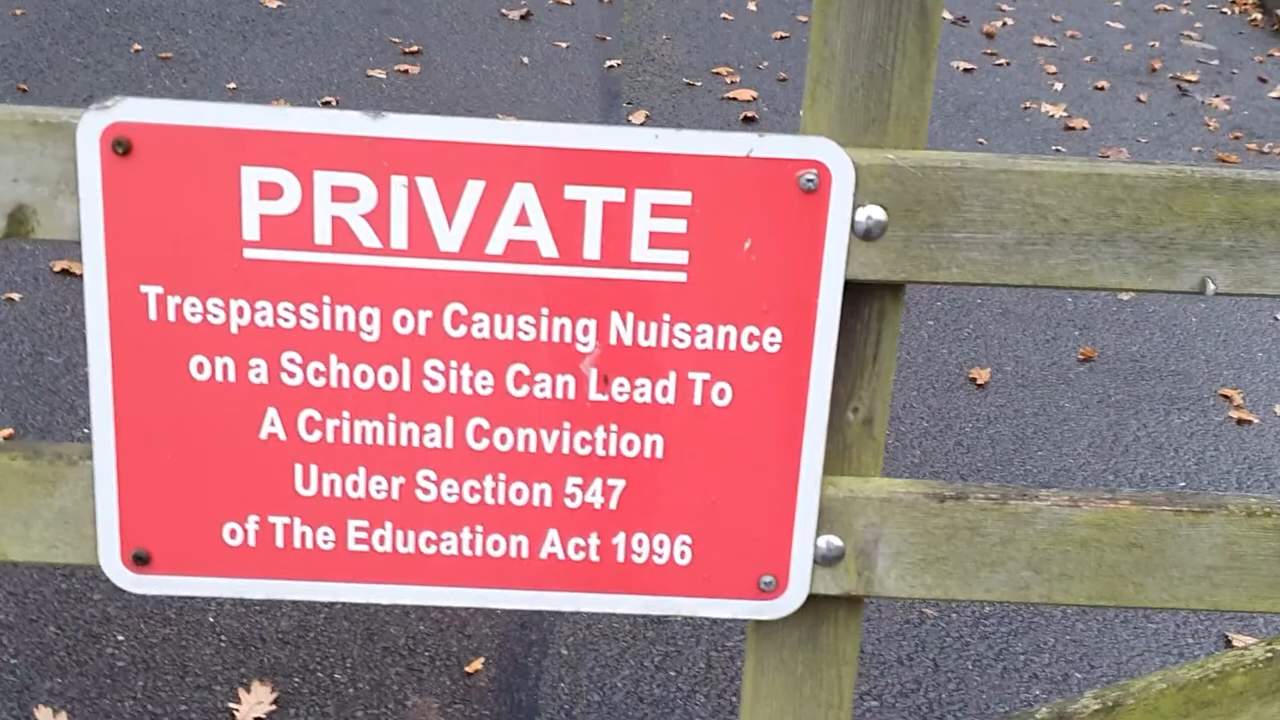 PRIVATE
Trespassing or Causing Nuisance
on a School Site Can Lead To
A Criminal Conviction
Under Section 547
of The Education Act 1996